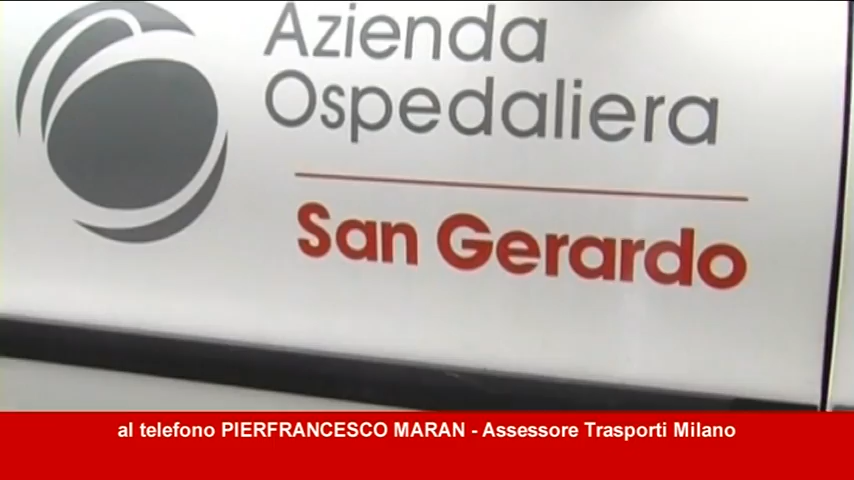 Azienda
Ospedaliera
San Gerardo
al telefono PIERFRANCESCO MARAN - Assessore Trasporti Milano